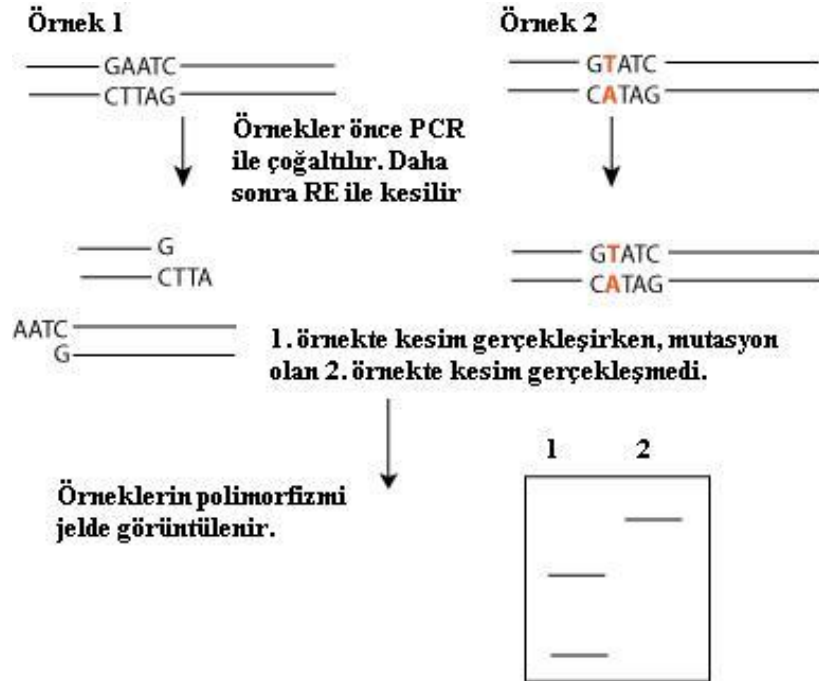 Örnek 1
GAATC
CTTAG
Örnek 2
GTATC
CATAG
Örnekler önce PCR
ile çoğaltılır. Daha
sonra RE ile kesilir
G
CTTA
AATC
G
GTATC
CATAG
1. örnekte kesim gerçekleşirken, mutasyon
olan 2. örnekte kesim gerçekleşmedi.
Örneklerin polimorfizmi
jelde görüntülenir.
1 2